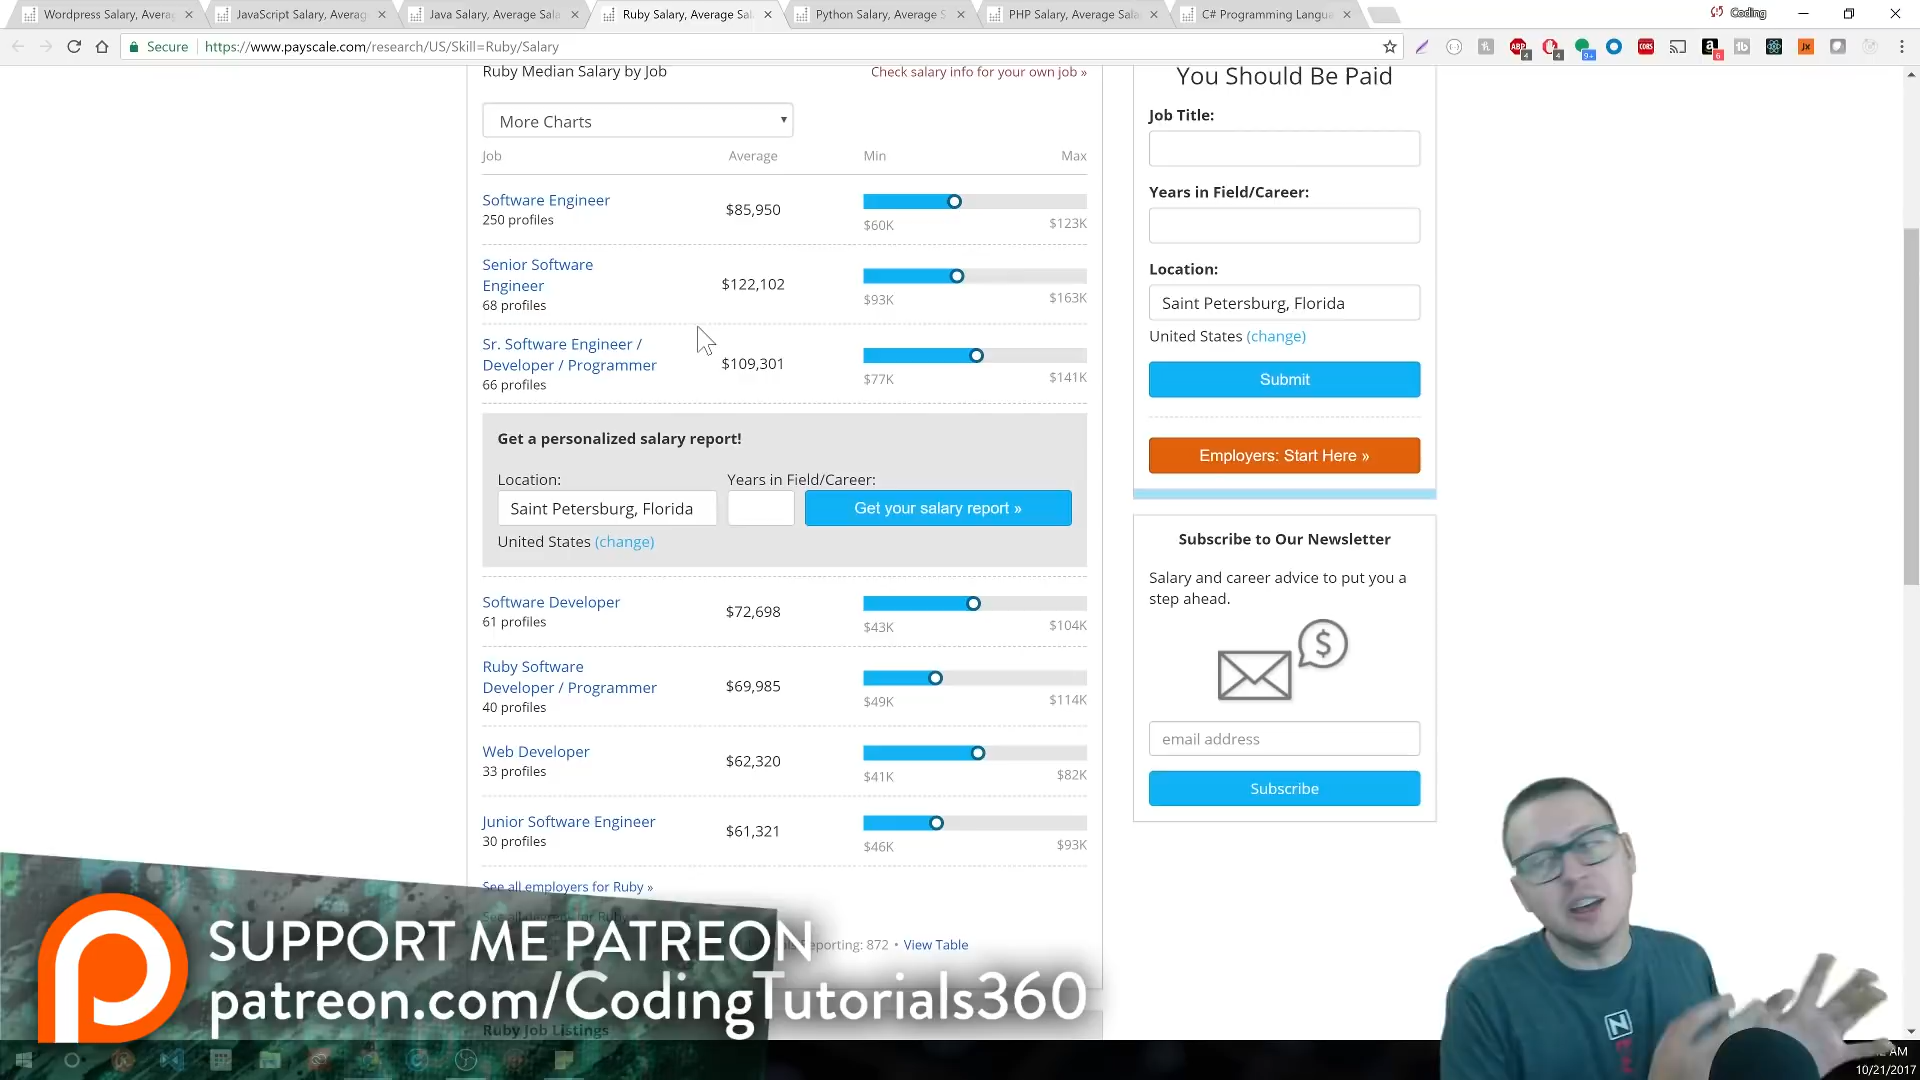 Wordpress Salary, Averag
JavaScript Salary, Averag
Java Salary, Average Sala
Ruby Salary, Average Sal
Python Salary, Average S
PHP Salary, Average Sala
C# Programming Langu
Coding
Secure
https://www.payscale.com/research/US/Skill=Ruby/Salary
Ruby Median Salary by Job
Check salary info for your own job »
More Charts
Job
Average
Min
Max
Software Engineer
250 profiles
$85,950
$60K
$123K
Senior Software
Engineer
68 profiles
$122,102
$93K
$163K
Sr. Software Engineer /
Developer / Programmer
66 profiles
$109,301
$77K
$141K
Get a personalized salary report!
Location:
Years in Field/Career:
Saint Petersburg, Florida
Get your salary report »
United States (change)
Software Developer
61 profiles
$72,698
$43K
$104K
Ruby Software
Developer / Programmer
40 profiles
$69,985
$49K
$114K
Web Developer
33 profiles
$62,320
$41K
$82K
Junior Software Engineer
30 profiles
$61,321
$46K
$93K
See all employers for Ruby »
Reporting: 872 • View Table
Ruby Job Listings
You Should Be Paid
Job Title:
Years in Field/Career:
Location:
Saint Petersburg, Florida
United States (change)
Submit
Employers: Start Here »
Subscribe to Our Newsletter
Salary and career advice to put you a
step ahead.
$
email address
Subscribe
SUPPORT ME PATREON
patreon.com/CodingTutorials360
AM
10/21/2017